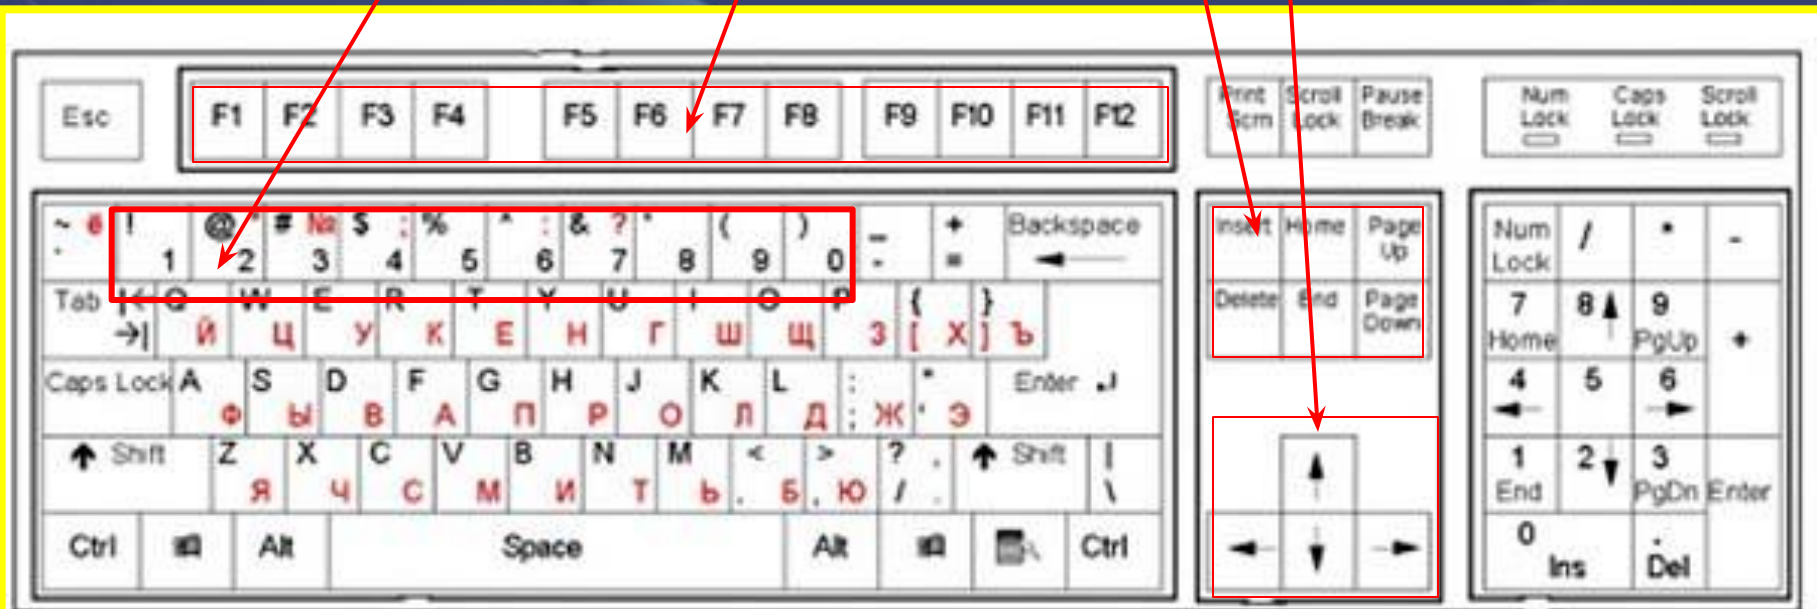 Esc F1 F2 F3 F4 F5 F6 F7 F8 F9 F10 F11 F12 Print Scrn Scroll Lock Pause Break Num Lock Caps Lock Scroll Lock
~ ё ! @ " # № $ ; % ^ : & ? * ( ) _ + Backspace Insert Home Page Up Num Lock / * -
` 1 2 3 4 5 6 7 8 9 0 - =
Tab Q W E R T Y U I O P { } Delete End Page Down 7 Home 8 9 PgUp +
Й Ц У К Е Н Г Ш Щ З [ Х ] Ъ
Caps Lock A S D F G H J K L : " Enter 4 5 6
Ф Ы В А П Р О Л Д ; Ж ' Э
Shift Z X C V B N M < > ? Shift | 1 End 2 3 PgDn Enter
Я Ч С М И Т Ь , Б . Ю / . \
Ctrl Alt Space Alt Ctrl 0 Ins . Del